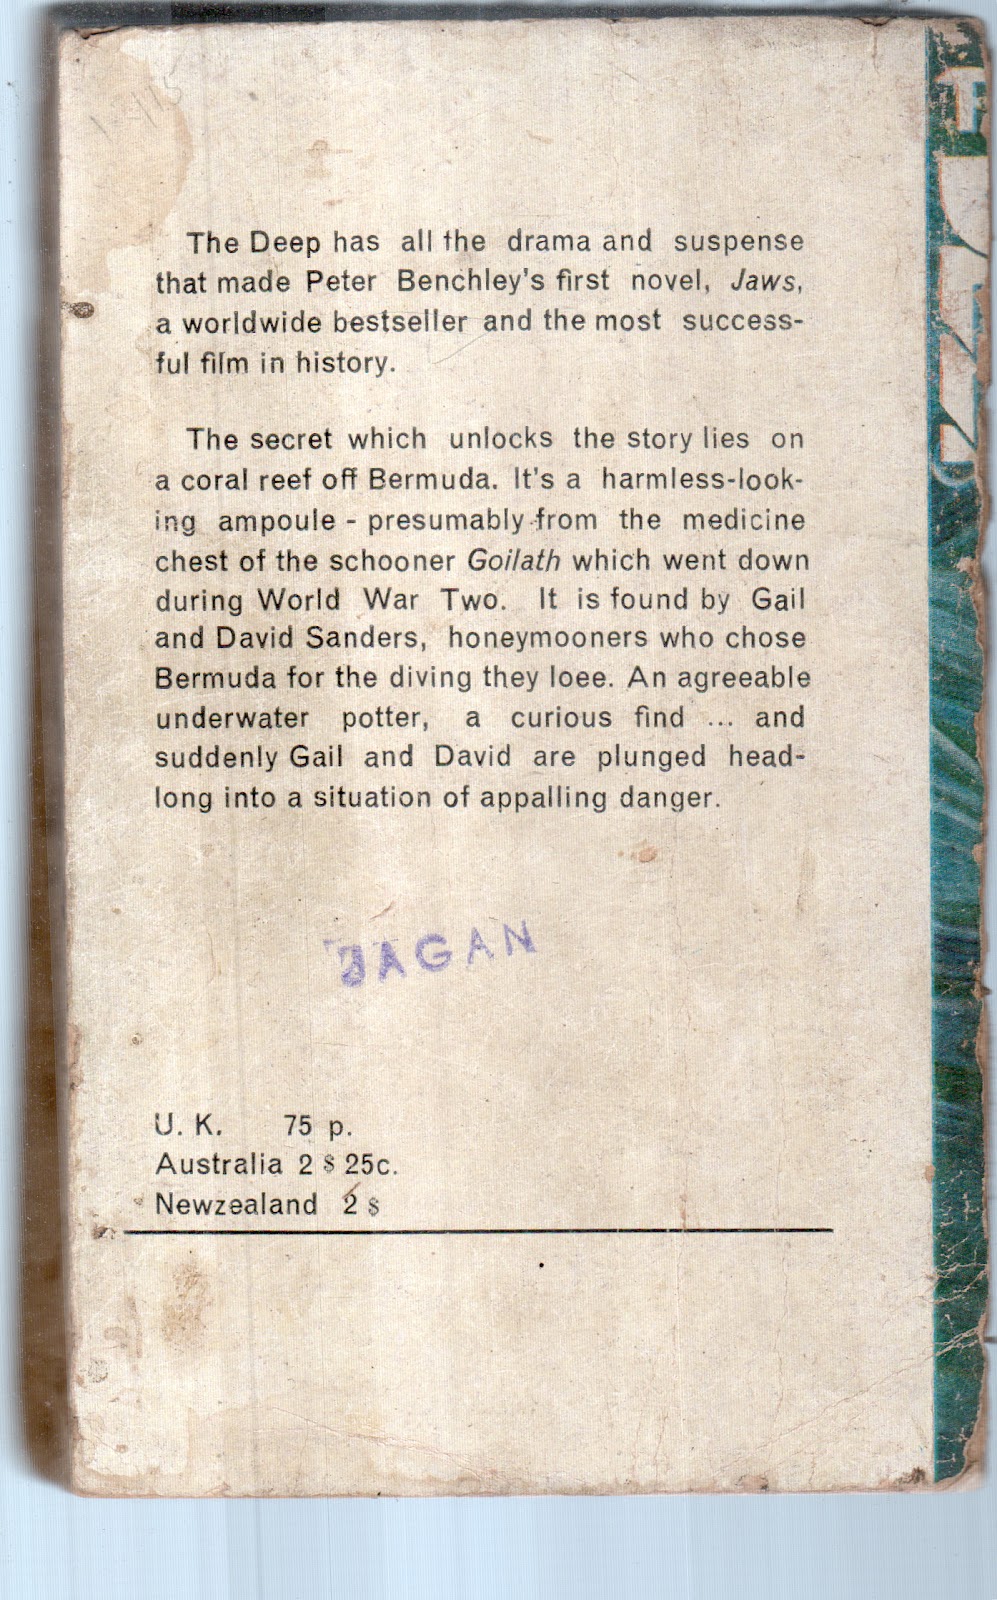 The Deep has all the drama and suspense
that made Peter Benchley's first novel, Jaws,
a worldwide bestseller and the most success-
ful film in history.
The secret which unlocks the story lies on
a coral reef off Bermuda. It's a harmless-look-
ing ampoule - presumably from the medicine
chest of the schooner Goilath which went down
during World War Two. It is found by Gail
and David Sanders, honeymooners who chose
Bermuda for the diving they loee. An agreeable
underwater potter, a curious find ... and
suddenly Gail and David are plunged head-
long into a situation of appalling danger.
JAGAN
U. K. 75 p.
Australia 2 $ 25c.
Newzealand 2 $